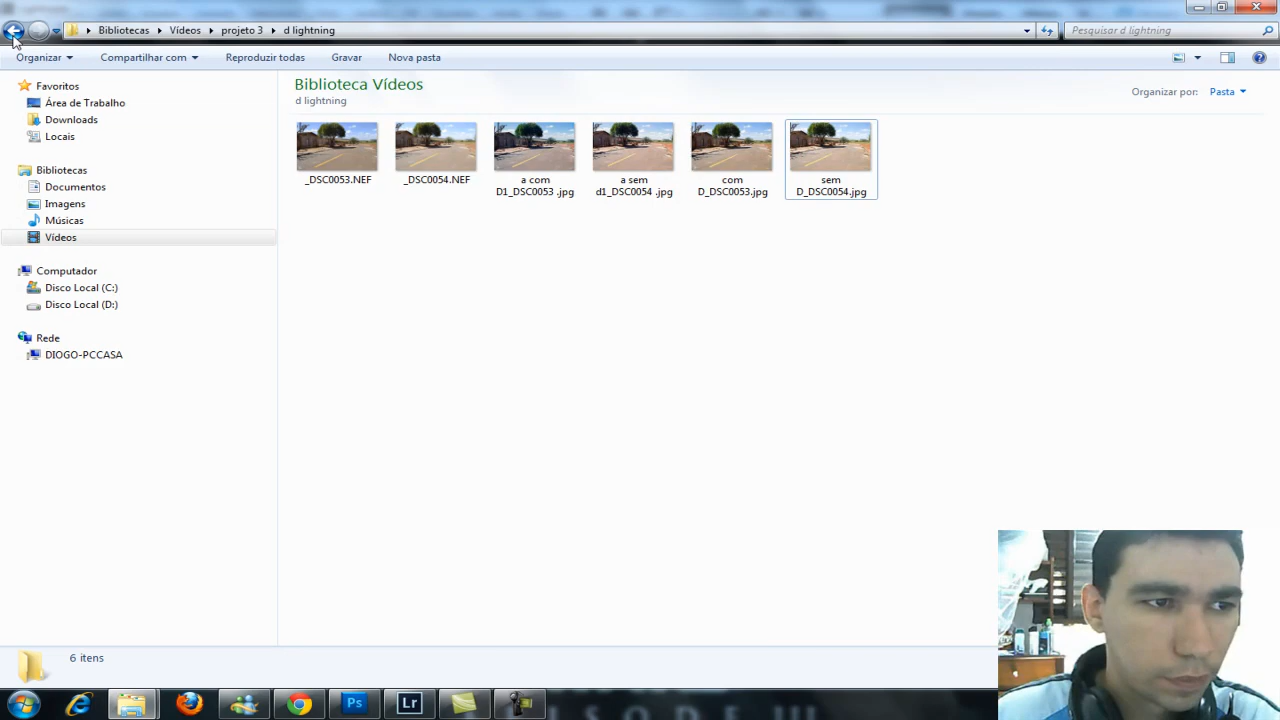 Bibliotecas Vídeos projeto 3 d lightning
Pesquisar d lightning
Organizar Compartilhar com Reproduzir todas Gravar Nova pasta
Favoritos
Área de Trabalho
Downloads
Locais
Bibliotecas
Documentos
Imagens
Músicas
Vídeos
Computador
Disco Local (C:)
Disco Local (D:)
Rede
DIOGO-PCCASA
Biblioteca Vídeos
d lightning
Organizar por: Pasta
_DSC0053.NEF
_DSC0054.NEF
a com
D1_DSC0053 .jpg
a sem
d1_DSC0054 .jpg
com
D_DSC0053.jpg
sem
D_DSC0054.jpg
6 itens
Ps
Lr